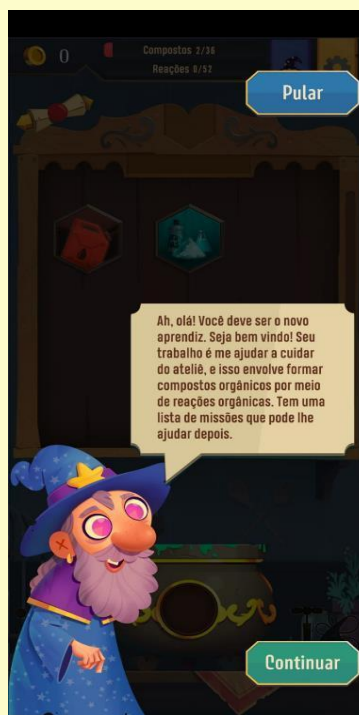 0
Compostos 2/36
Reações 0/52
Pular
Ah, olá! Você deve ser o novo
aprendiz. Seja bem vindo! Seu
trabalho é me ajudar a cuidar
do ateliê, e isso envolve formar
compostos orgânicos por meio
de reações orgânicas. Tem uma
lista de missões que pode lhe
ajudar depois.
Continuar